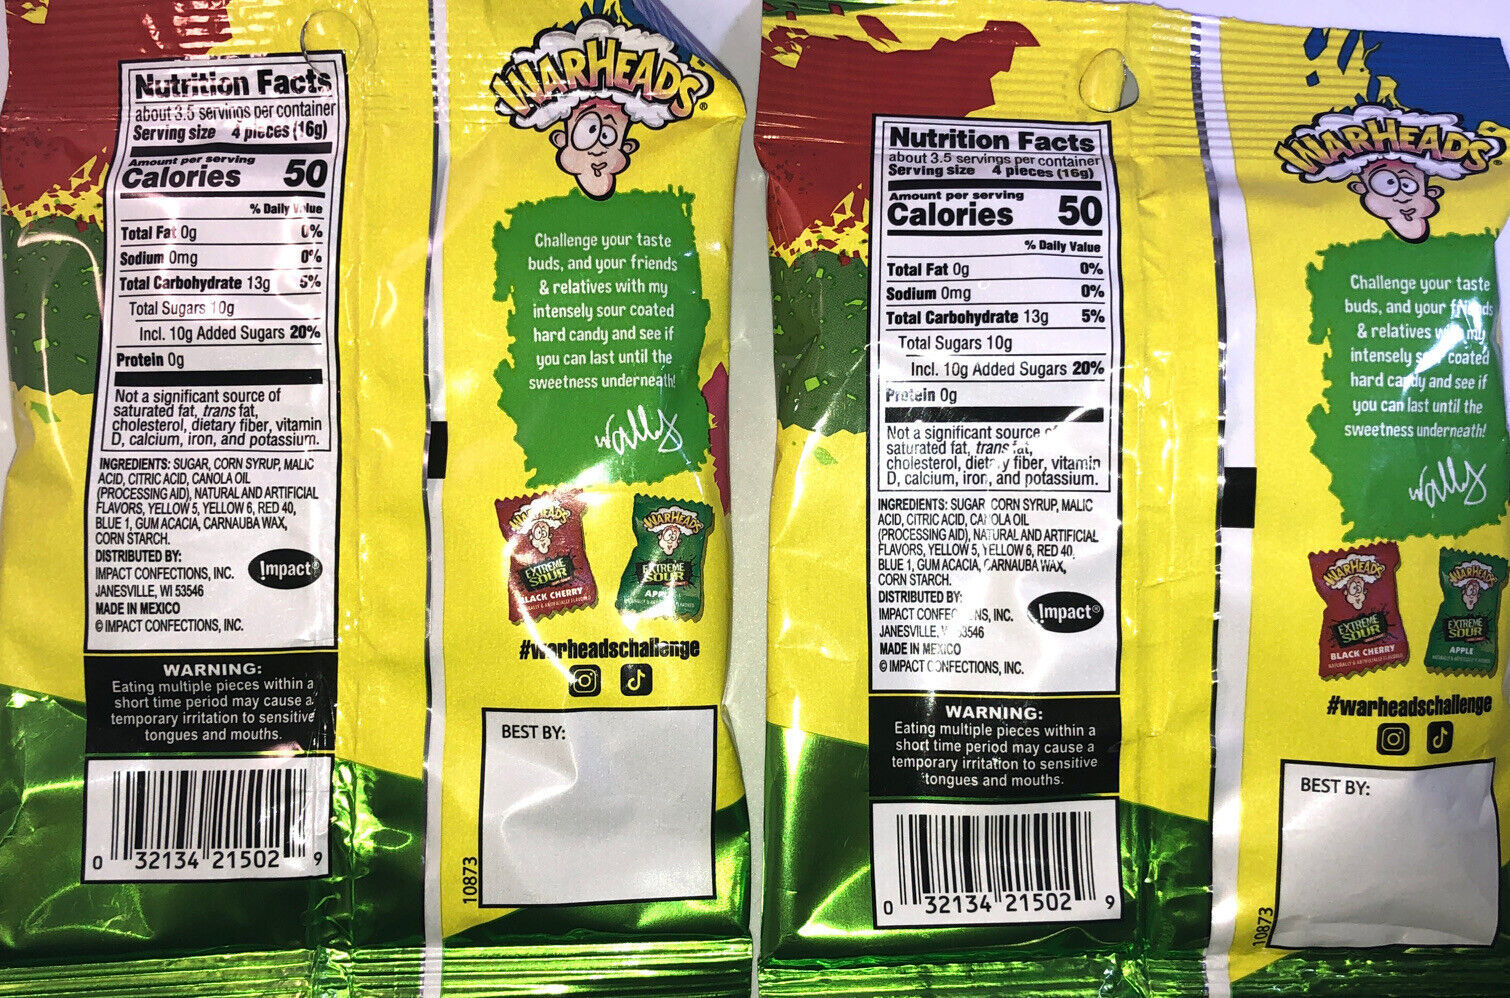 Nutrition Facts
about 3.5 servings per container
Serving size 4 pieces (16g)
Amount per serving
Calories 50
% Daily Value
Total Fat 0g 0%
Sodium 0mg 0%
Total Carbohydrate 13g 5%
Total Sugars 10g
Incl. 10g Added Sugars 20%
Protein 0g
Not a significant source of
saturated fat, trans fat,
cholesterol, dietary fiber, vitamin
D, calcium, iron, and potassium.
INGREDIENTS: SUGAR, CORN SYRUP, MALIC
ACID, CITRIC ACID, CANOLA OIL
(PROCESSING AID), NATURAL AND ARTIFICIAL
FLAVORS, YELLOW 5, YELLOW 6, RED 40,
BLUE 1, GUM ACACIA, CARNAUBA WAX,
CORN STARCH.
DISTRIBUTED BY:
IMPACT CONFECTIONS, INC.
JANESVILLE, WI 53546
MADE IN MEXICO
© IMPACT CONFECTIONS, INC.
Impact®
WARNING:
Eating multiple pieces within a
short time period may cause a
temporary irritation to sensitive
tongues and mouths.
0 32134 21502 9
WARHEADS®
Challenge your taste
buds, and your friends
& relatives with my
intensely sour coated
hard candy and see if
you can last until the
sweetness underneath!
Wally
WARHEADS
EXTREME
SOUR
BLACK CHERRY
WARHEADS
EXTREME
SOUR
APPLE
#warheadschallenge
BEST BY:
10873
Nutrition Facts
about 3.5 servings per container
Serving size 4 pieces (16g)
Amount per serving
Calories 50
% Daily Value
Total Fat 0g 0%
Sodium 0mg 0%
Total Carbohydrate 13g 5%
Total Sugars 10g
Incl. 10g Added Sugars 20%
Protein 0g
Not a significant source of
saturated fat, trans fat,
cholesterol, dietary fiber, vitamin
D, calcium, iron, and potassium.
INGREDIENTS: SUGAR, CORN SYRUP, MALIC
ACID, CITRIC ACID, CANOLA OIL
(PROCESSING AID), NATURAL AND ARTIFICIAL
FLAVORS, YELLOW 5, YELLOW 6, RED 40,
BLUE 1, GUM ACACIA, CARNAUBA WAX,
CORN STARCH.
DISTRIBUTED BY:
IMPACT CONFECTIONS, INC.
JANESVILLE, WI 53546
MADE IN MEXICO
© IMPACT CONFECTIONS, INC.
Impact®
WARNING:
Eating multiple pieces within a
short time period may cause a
temporary irritation to sensitive
tongues and mouths.
0 32134 21502 9
WARHEADS®
Challenge your taste
buds, and your friends
& relatives with my
intensely sour coated
hard candy and see if
you can last until the
sweetness underneath!
Wally
WARHEADS
EXTREME
SOUR
BLACK CHERRY
WARHEADS
EXTREME
SOUR
APPLE
#warheadschallenge
BEST BY:
10873